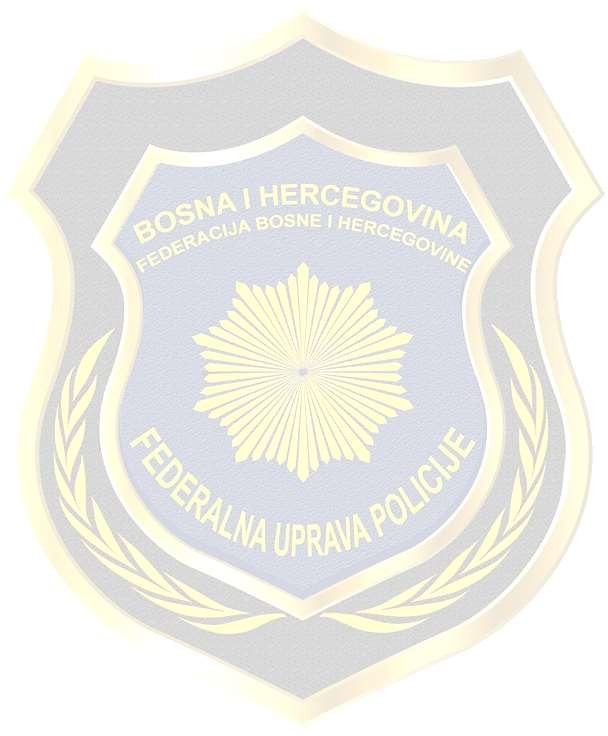 BOSNA I HERCEGOVINA
FEDERACIJA BOSNE I HERCEGOVINE
FEDERALNA UPRAVA POLICIJE